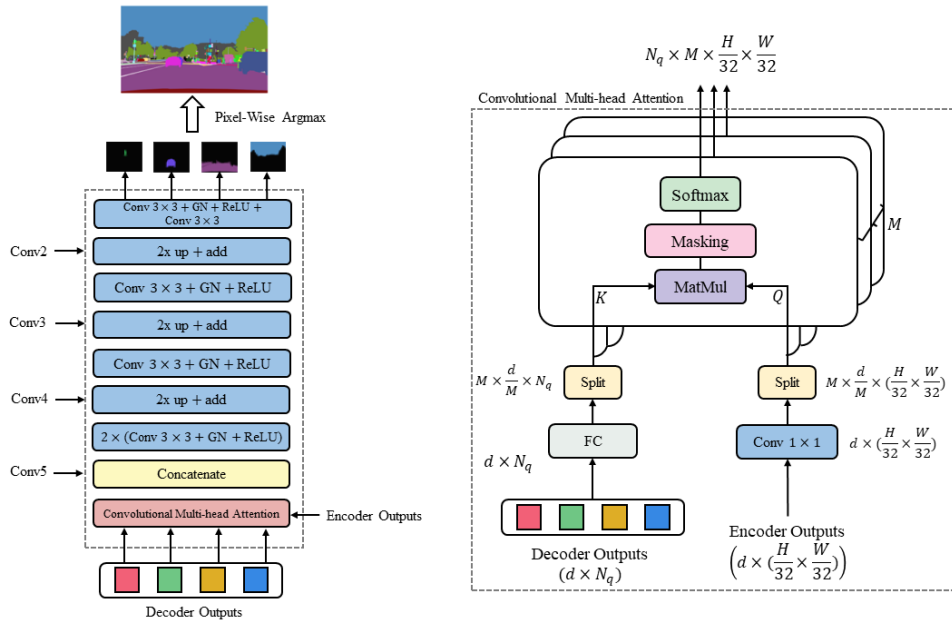 Pixel-Wise Argmax
Conv 3 × 3 + GN + ReLU +
Conv 3 × 3
Conv2
2x up + add
Conv 3 × 3 + GN + ReLU
Conv3
2x up + add
Conv 3 × 3 + GN + ReLU
Conv4
2x up + add
2 × (Conv 3 × 3 + GN + ReLU)
Conv5
Concatenate
Convolutional Multi-head Attention
Encoder Outputs
Decoder Outputs
N_q × M × H/32 × W/32
Convolutional Multi-head Attention
Softmax
Masking
MatMul
K
Q
M
M × d/M × N_q
Split
Split
M × d/M × (H/32 × W/32)
FC
Conv 1 × 1
d × (H/32 × W/32)
d × N_q
Decoder Outputs
(d × N_q)
Encoder Outputs
(d × (H/32 × W/32))